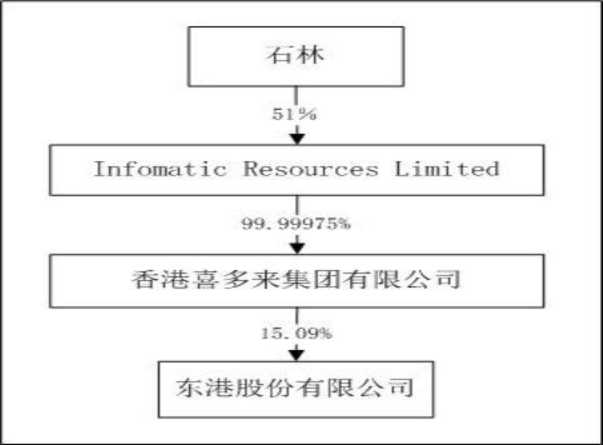 石林
51%
Infomatic Resources Limited
99.99975%
香港喜多来集团有限公司
15.09%
东港股份有限公司